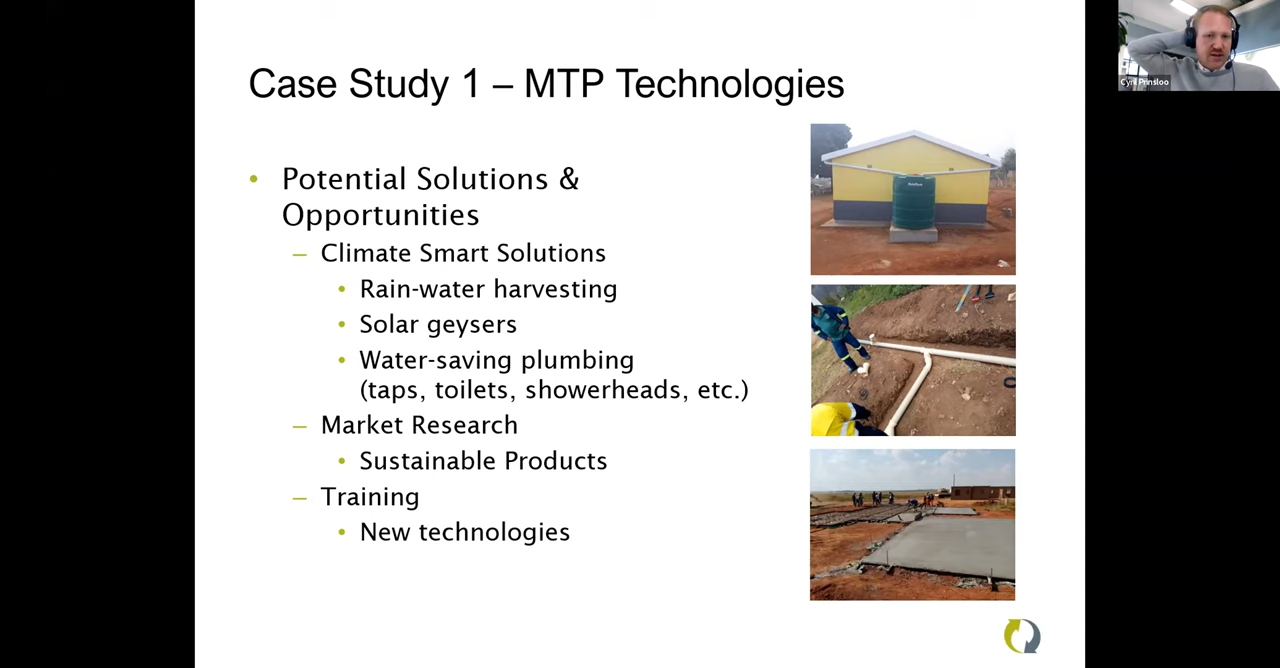 Case Study 1 – MTP Technologies
• Potential Solutions &
Opportunities
– Climate Smart Solutions
• Rain-water harvesting
• Solar geysers
• Water-saving plumbing
(taps, toilets, showerheads, etc.)
– Market Research
• Sustainable Products
– Training
• New technologies
Prinsloo